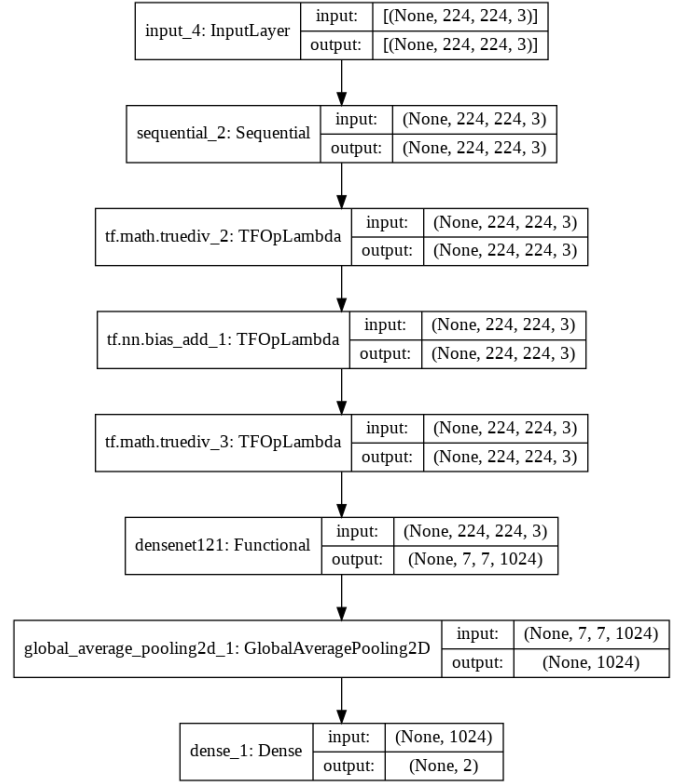 input_4: InputLayer
input: [(None, 224, 224, 3)]
output: [(None, 224, 224, 3)]
sequential_2: Sequential
input: (None, 224, 224, 3)
output: (None, 224, 224, 3)
tf.math.truediv_2: TFOpLambda
input: (None, 224, 224, 3)
output: (None, 224, 224, 3)
tf.nn.bias_add_1: TFOpLambda
input: (None, 224, 224, 3)
output: (None, 224, 224, 3)
tf.math.truediv_3: TFOpLambda
input: (None, 224, 224, 3)
output: (None, 224, 224, 3)
densenet121: Functional
input: (None, 224, 224, 3)
output: (None, 7, 7, 1024)
global_average_pooling2d_1: GlobalAveragePooling2D
input: (None, 7, 7, 1024)
output: (None, 1024)
dense_1: Dense
input: (None, 1024)
output: (None, 2)